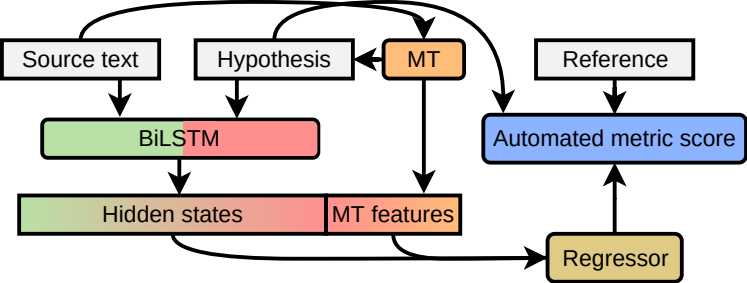 Source text
Hypothesis
MT
Reference
BiLSTM
Automated metric score
Hidden states
MT features
Regressor